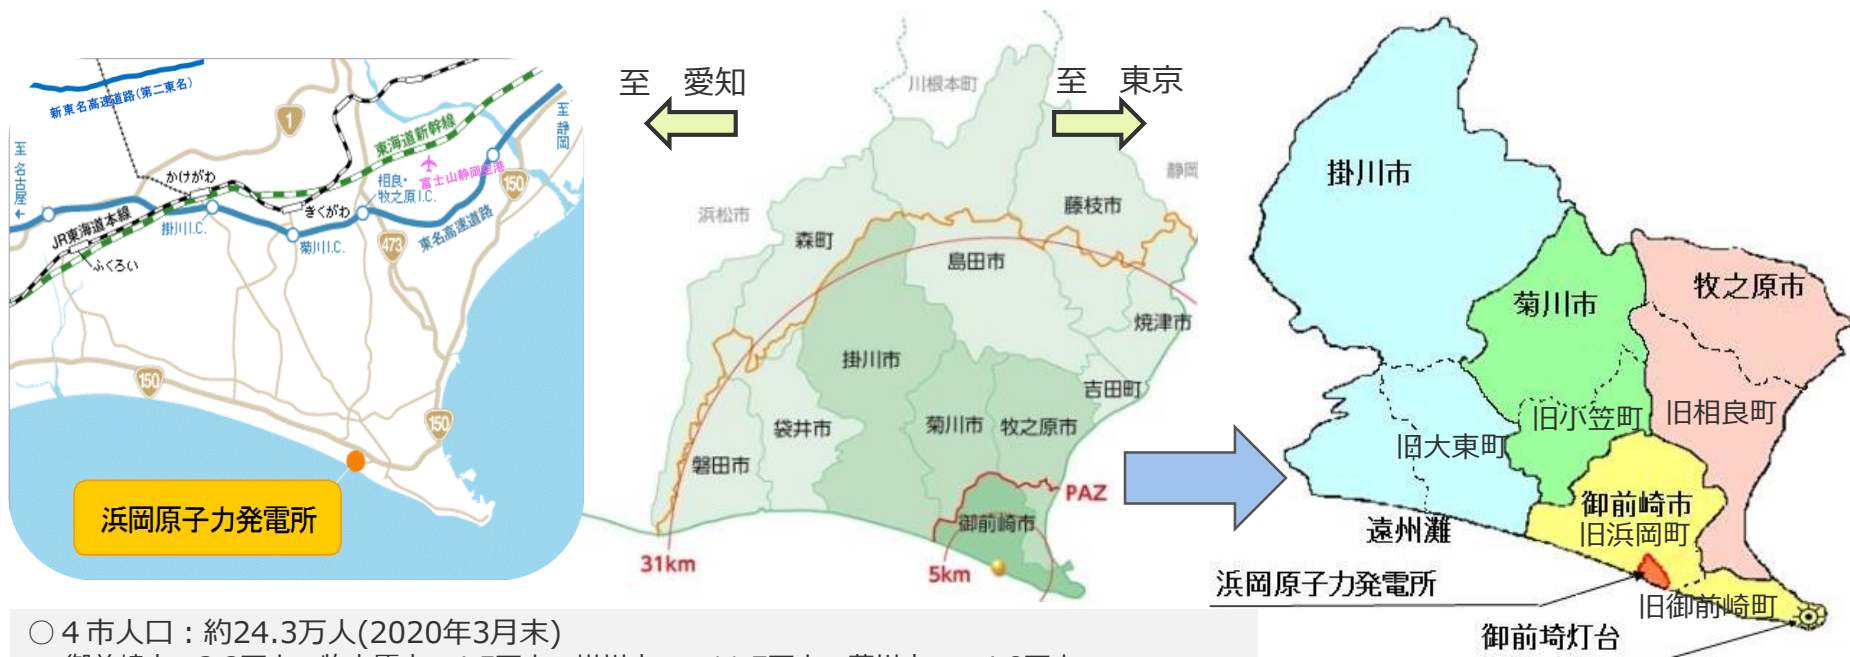 新東名高速道路(第二東名)
1
至 静岡
東海道新幹線
富士山静岡空港
至 名古屋
かけがわ
相良・
牧之原I.C.
150
きくがわ
掛川I.C.
JR東海道本線
菊川I.C.
473
東名高速道路
ふくろい
150
150
浜岡原子力発電所
至 愛知
至 東京
川根本町
静岡
浜松市
藤枝市
森町
島田市
焼津市
掛川市
吉田町
袋井市
菊川市
牧之原市
磐田市
PAZ
御前崎市
31km
5km
掛川市
菊川市
牧之原市
旧大東町
旧小笠町
旧相良町
御前崎市
旧浜岡町
遠州灘
浜岡原子力発電所
旧御前崎町
御前埼灯台
○４市人口：約24.3万人(2020年3月末)